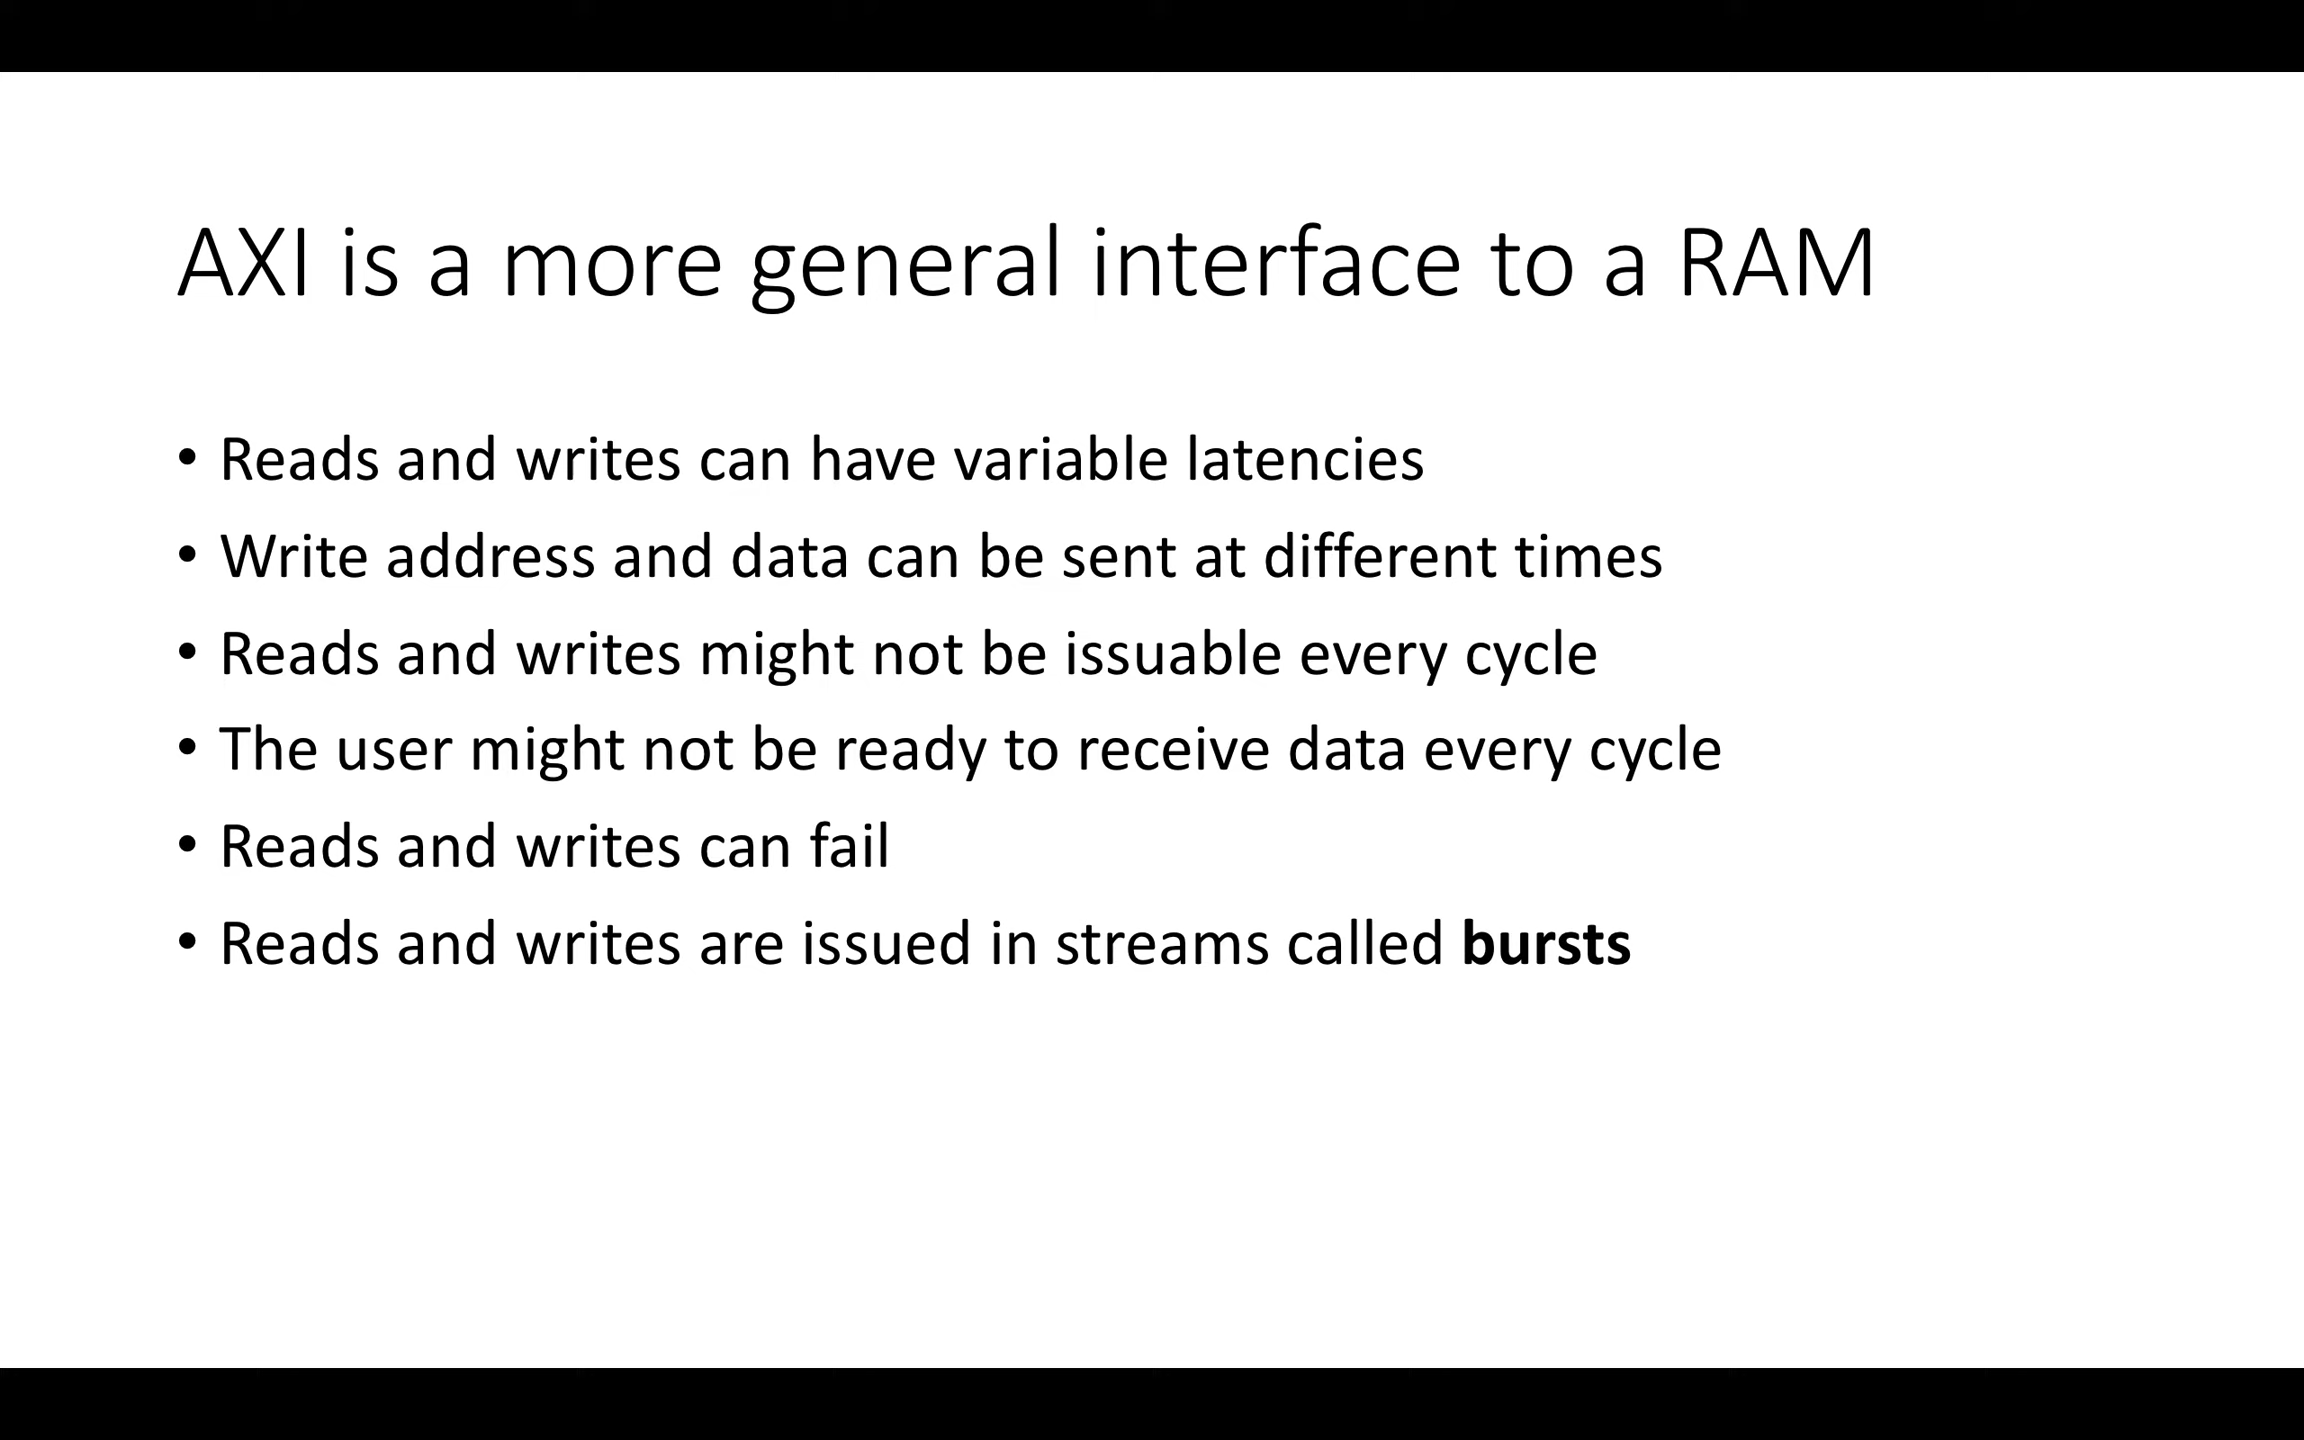 AXI is a more general interface to a RAM
• Reads and writes can have variable latencies
• Write address and data can be sent at different times
• Reads and writes might not be issuable every cycle
• The user might not be ready to receive data every cycle
• Reads and writes can fail
• Reads and writes are issued in streams called bursts